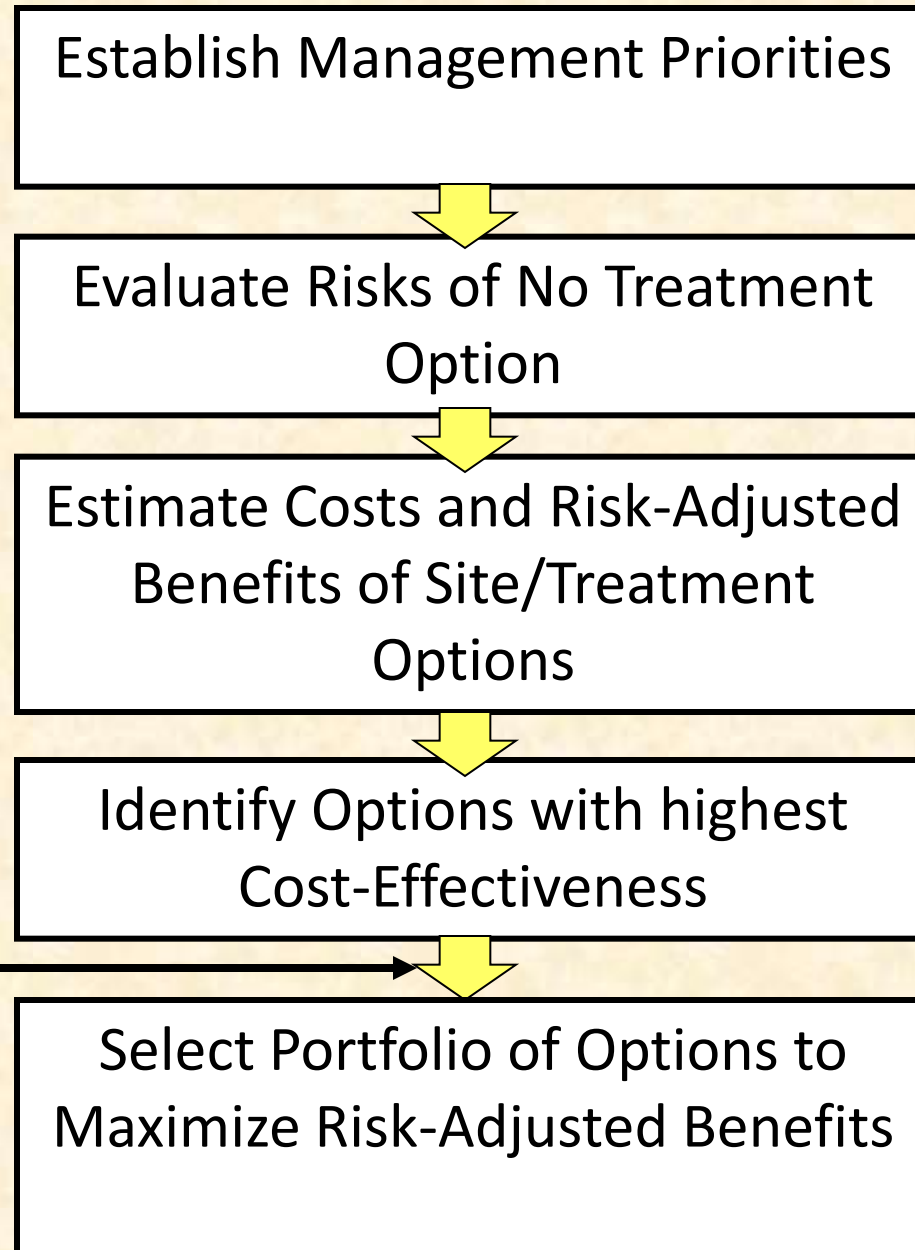 Establish Management Priorities
Evaluate Risks of No Treatment
Option
Estimate Costs and Risk-Adjusted
Benefits of Site/Treatment
Options
Identify Options with highest
Cost-Effectiveness
Select Portfolio of Options to
Maximize Risk-Adjusted Benefits